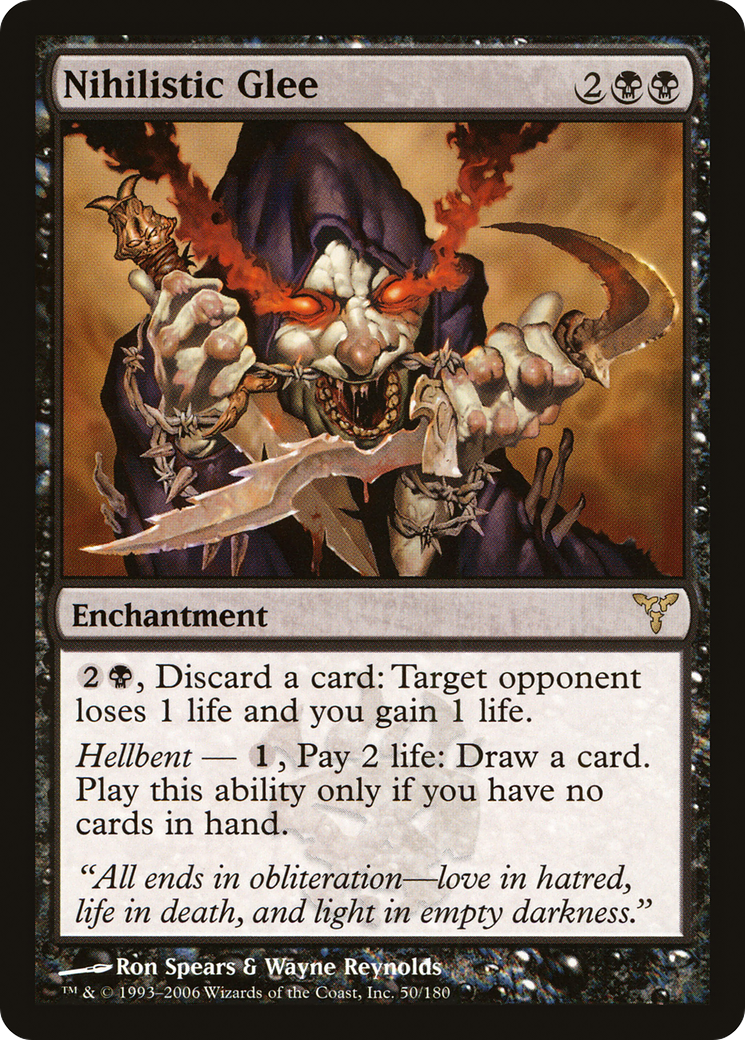 Nihilistic Glee 2
Enchantment
2, Discard a card: Target opponent
loses 1 life and you gain 1 life.
Hellbent — 1, Pay 2 life: Draw a card.
Play this ability only if you have no
cards in hand.
“All ends in obliteration—love in hatred,
life in death, and light in empty darkness.”
Ron Spears & Wayne Reynolds
™ & © 1993–2006 Wizards of the Coast, Inc. 50/180